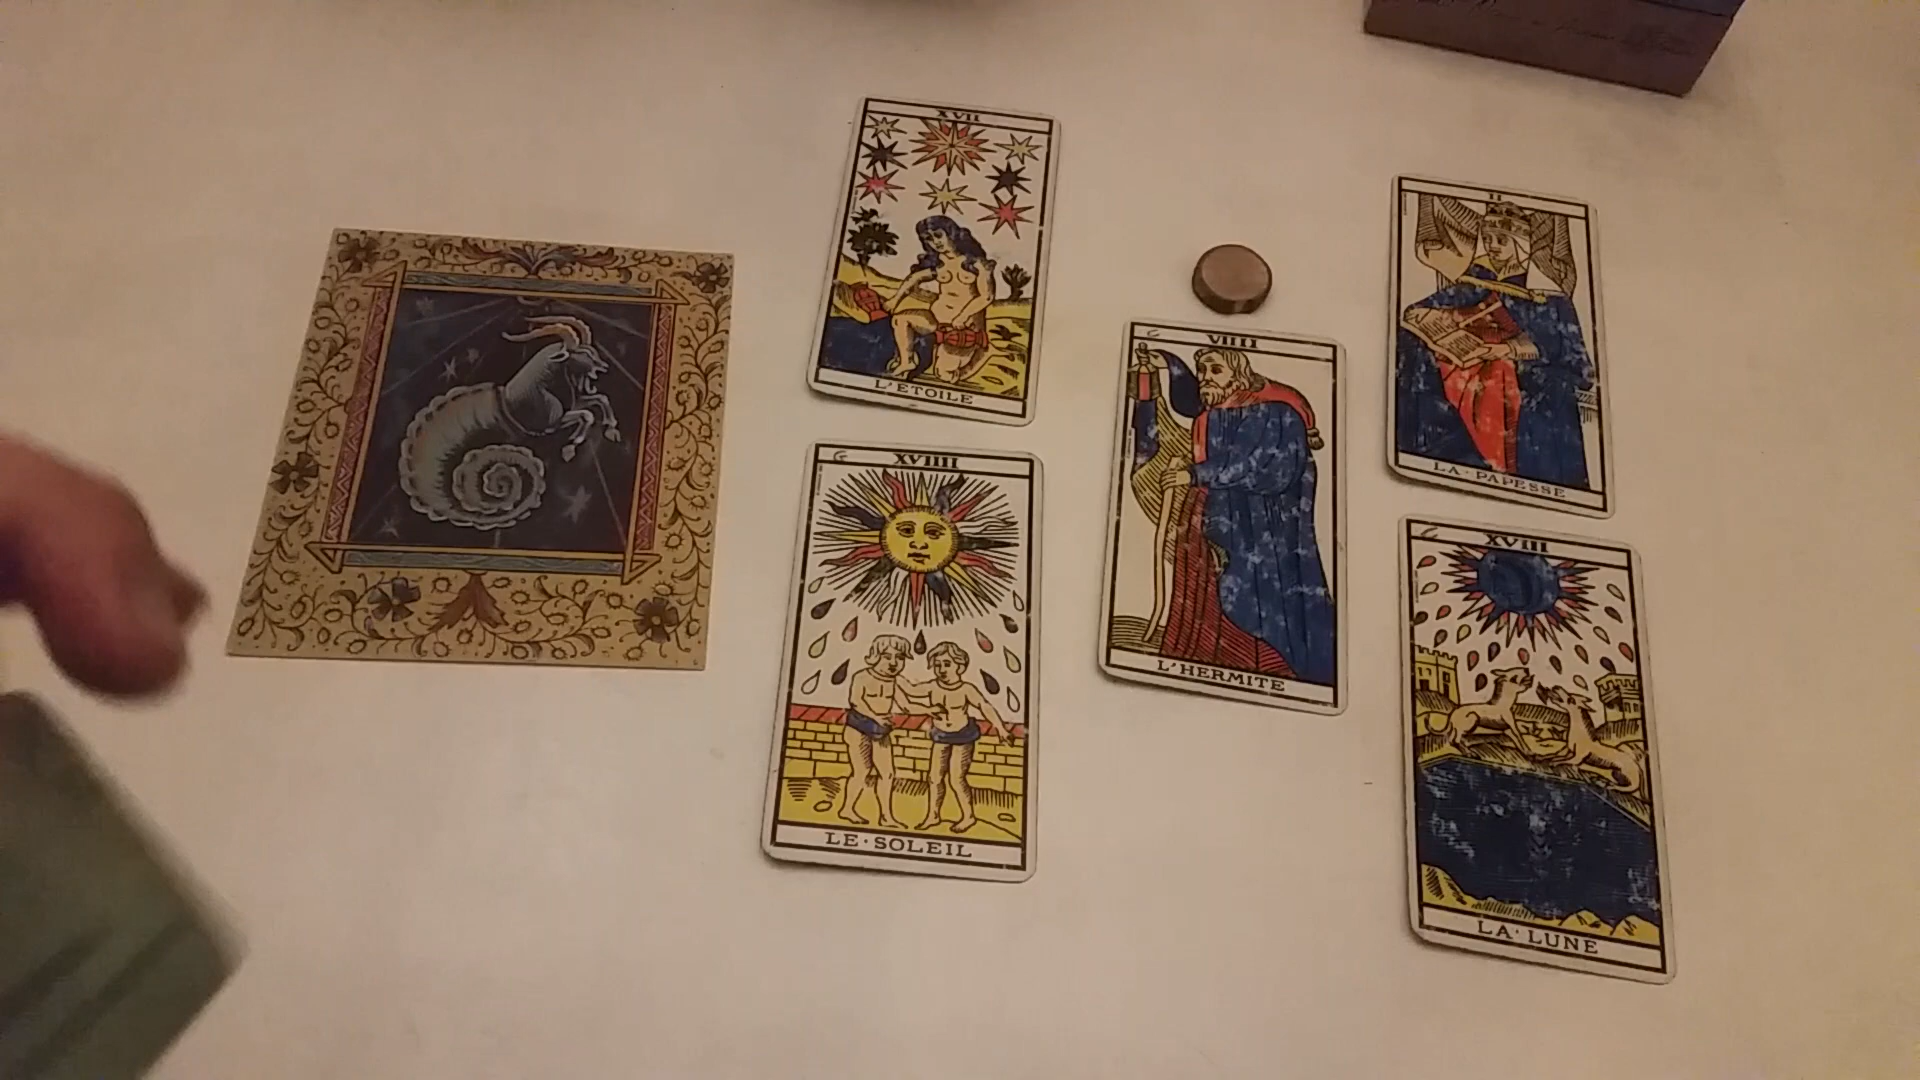 XVII
L'ETOILE
XVIIII
LE·SOLEIL
VIIII
L'HERMITE
II
LA·PAPESSE
XVIII
LA·LUNE